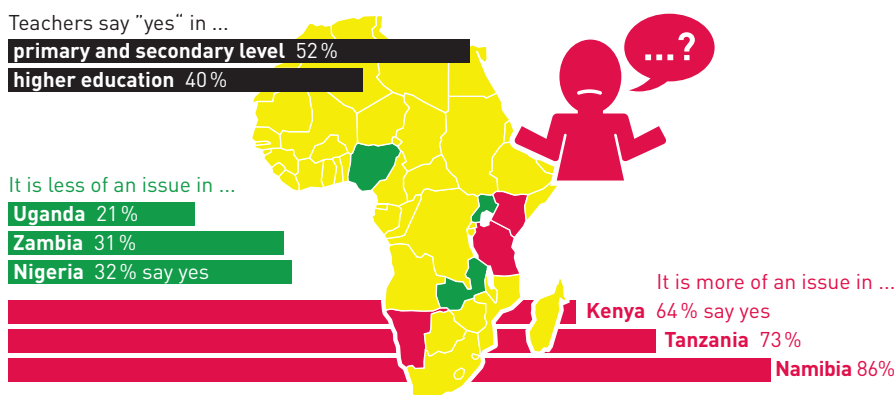 Teachers say ”yes“ in ...
primary and secondary level 52 %
higher education 40 %
...?
It is less of an issue in ...
Uganda 21 %
Zambia 31 %
Nigeria 32 % say yes
It is more of an issue in ...
Kenya 64 % say yes
Tanzania 73 %
Namibia 86%